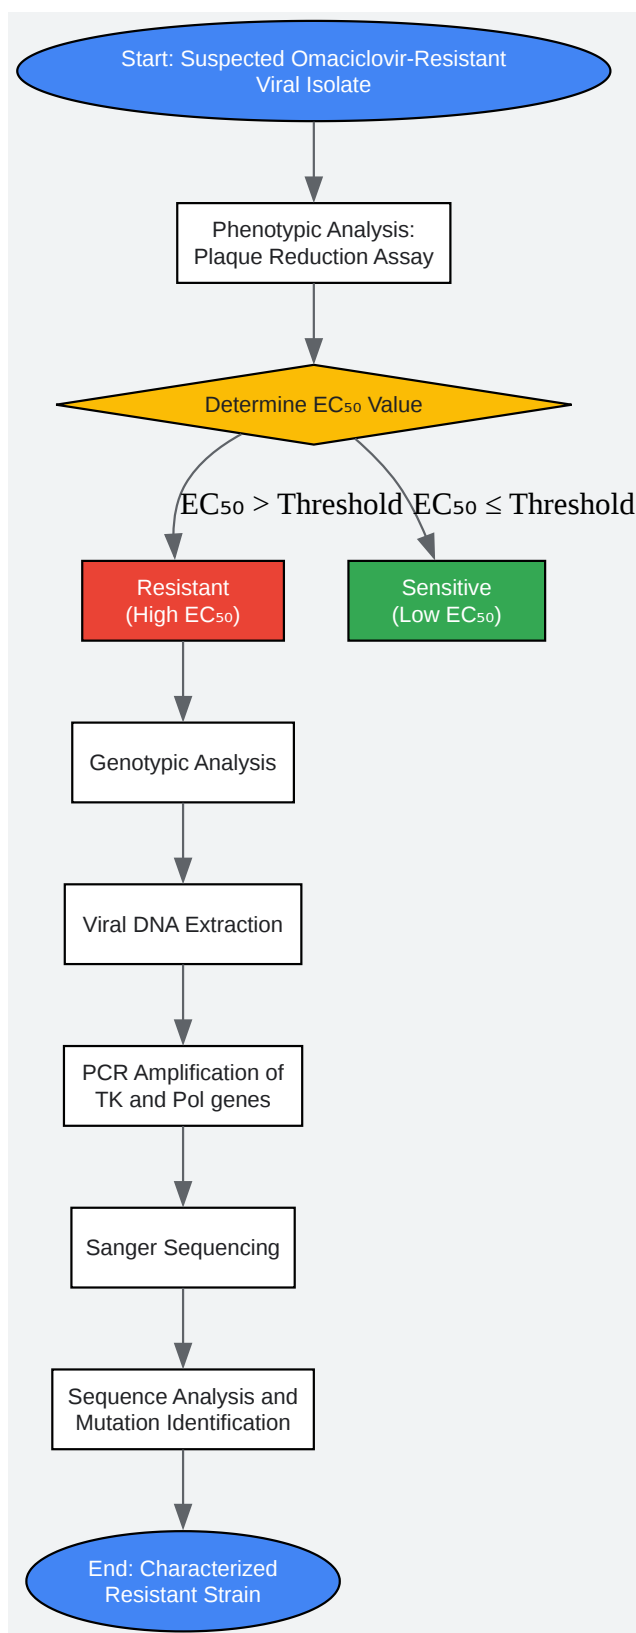 Start: Suspected Omaciclovir-Resistant
Viral Isolate
Phenotypic Analysis:
Plaque Reduction Assay
Determine EC₅₀ Value
EC₅₀ > Threshold
EC₅₀ ≤ Threshold
Resistant
(High EC₅₀)
Sensitive
(Low EC₅₀)
Genotypic Analysis
Viral DNA Extraction
PCR Amplification of
TK and Pol genes
Sanger Sequencing
Sequence Analysis and
Mutation Identification
End: Characterized
Resistant Strain